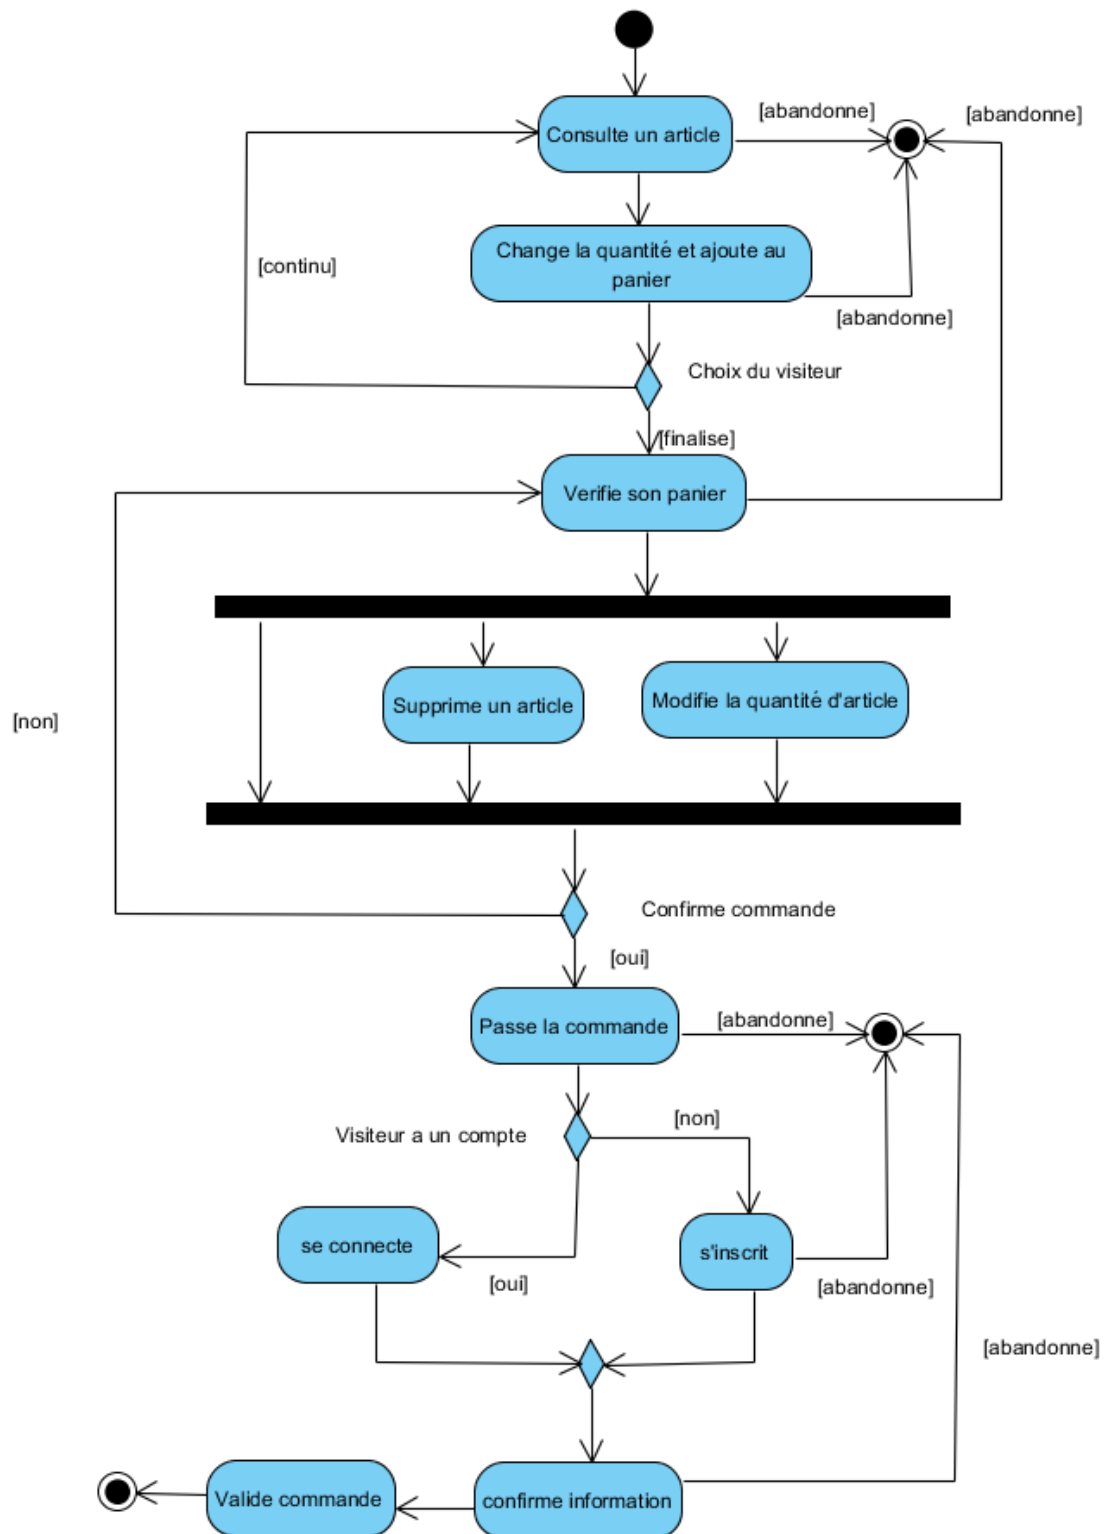 [abandonne]
[abandonne]
Consulte un article
Change la quantité et ajoute au
panier
[continu]
[abandonne]
Choix du visiteur
[finalise]
Verifie son panier
Supprime un article
Modifie la quantité d'article
[non]
Confirme commande
[oui]
Passe la commande
[abandonne]
[non]
Visiteur a un compte
se connecte
s'inscrit
[oui]
[abandonne]
[abandonne]
Valide commande
confirme information